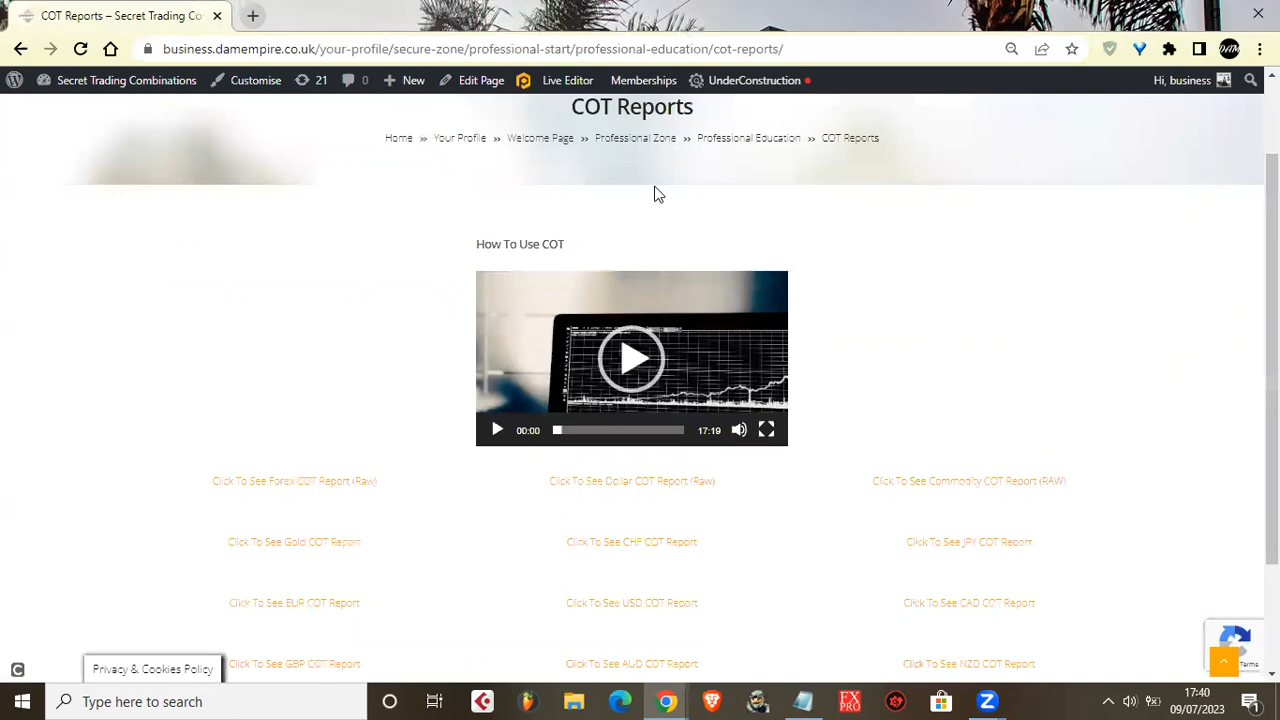 COT Reports – Secret Trading Co
business.damempire.co.uk/your-profile/secure-zone/professional-start/professional-education/cot-reports/
Secret Trading Combinations Customise 21 0 New Edit Page Live Editor Memberships UnderConstruction Hi, business
COT Reports
Home » Your Profile » Welcome Page » Professional Zone » Professional Education » COT Reports
How To Use COT
00:00 17:19
Click To See Forex COT Report (Raw) Click To See Dollar COT Report (Raw) Click To See Commodity COT Report (RAW)
Click To See Gold COT Report Click To See CHF COT Report Click To See JPY COT Report
Click To See EUR COT Report Click To See USD COT Report Click To See CAD COT Report
Click To See GBP COT Report Click To See AUD COT Report Click To See NZD COT Report
Privacy & Cookies Policy
Terms
Type here to search
FX
PRO
17:40
09/07/2023
1